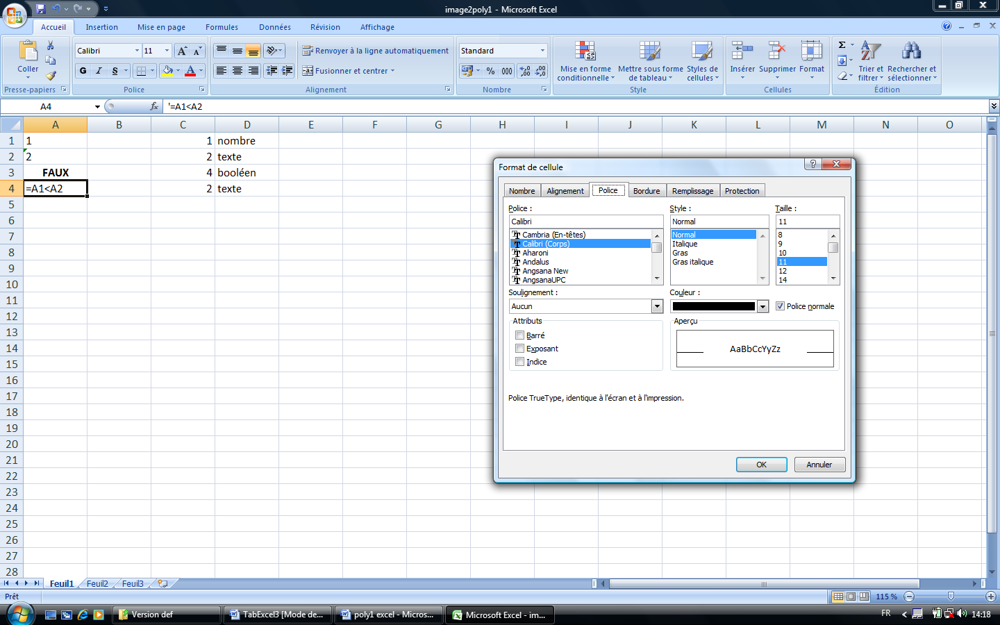 image2poly1 - Microsoft Excel
Accueil Insertion Mise en page Formules Données Révision Affichage
Coller
Presse-papiers
Calibri 11
G I S
Police
Renvoyer à la ligne automatiquement
Fusionner et centrer
Alignement
Standard
% 000
Nombre
Mise en forme conditionnelle
Mettre sous forme de tableau
Styles de cellules
Style
Insérer Supprimer Format
Cellules
Trier et filtrer
Rechercher et sélectionner
Édition
A4 fx '=A1<A2
A B C D E F G H I J K L M N O
1 1 1 nombre
2 2 2 texte
3 FAUX 4 booléen
4 =A1<A2 2 texte
5
6
7
8
9
10
11
12
13
14
15
16
17
18
19
20
21
22
23
24
25
26
27
28
Format de cellule
Nombre Alignement Police Bordure Remplissage Protection
Police : Style : Taille :
Calibri Normal 11
Cambria (En-têtes) Normal 8
Calibri (Corps) Italique 9
Aharoni Gras 10
Andalus Gras italique 11
Angsana New 12
AngsanaUPC 14
Soulignement : Couleur :
Aucun Police normale
Attributs Aperçu
Barré
Exposant AaBbCcYyZz
Indice
Police TrueType, identique à l'écran et à l'impression.
OK Annuler
Feuil1 Feuil2 Feuil3
Prêt 115 %
Version def TabExcel3 [Mode de... poly1 excel - Micros... Microsoft Excel - im... FR 14:18